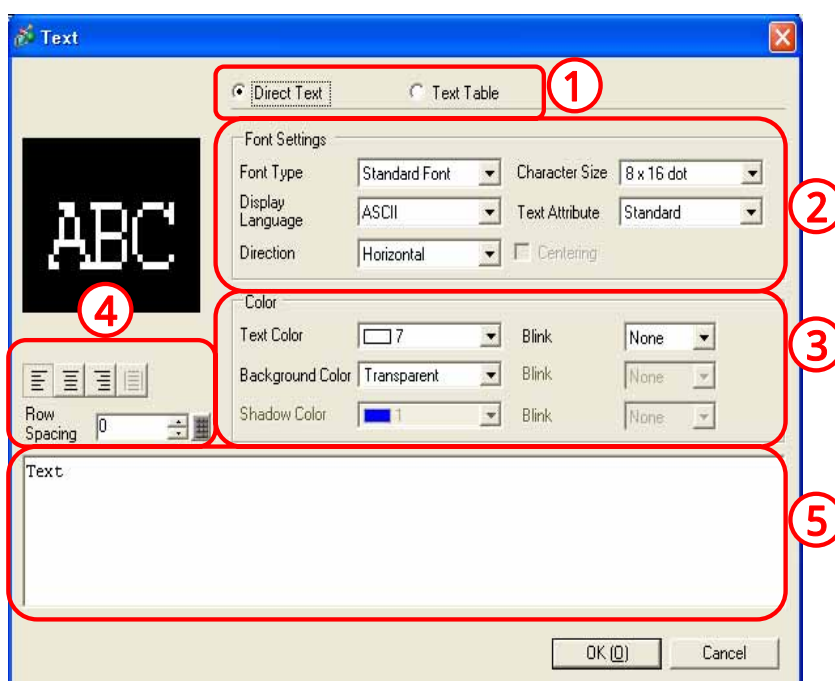 Text
Direct Text Text Table 1
Font Settings
Font Type Standard Font Character Size 8 x 16 dot
Display Language ASCII Text Attribute Standard 2
Direction Horizontal Centering
ABC
4
Color
Text Color 7 Blink None
3
Background Color Transparent Blink None
Shadow Color 1 Blink None
Row
Spacing 0
Text
5
OK (O) Cancel